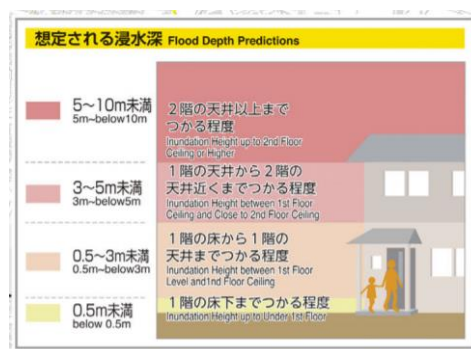 想定される浸水深 Flood Depth Predictions
5～10m未満
5m~below10m
2階の天井以上まで
つかる程度
Inundation Height up to 2nd Floor
Ceiling or Higher
3～5m未満
3m~below5m
1階の天井から2階の
天井近くまでつかる程度
Inundation Height between 1st Floor
Ceiling and Close to 2nd Floor Ceiling
0.5～3m未満
0.5m~below3m
1階の床から1階の
天井までつかる程度
Inundation Height between 1st Floor
Level and1nd Floor Ceiling
0.5m未満
below 0.5m
1階の床下までつかる程度
Inundation Height up to Under 1st Floor